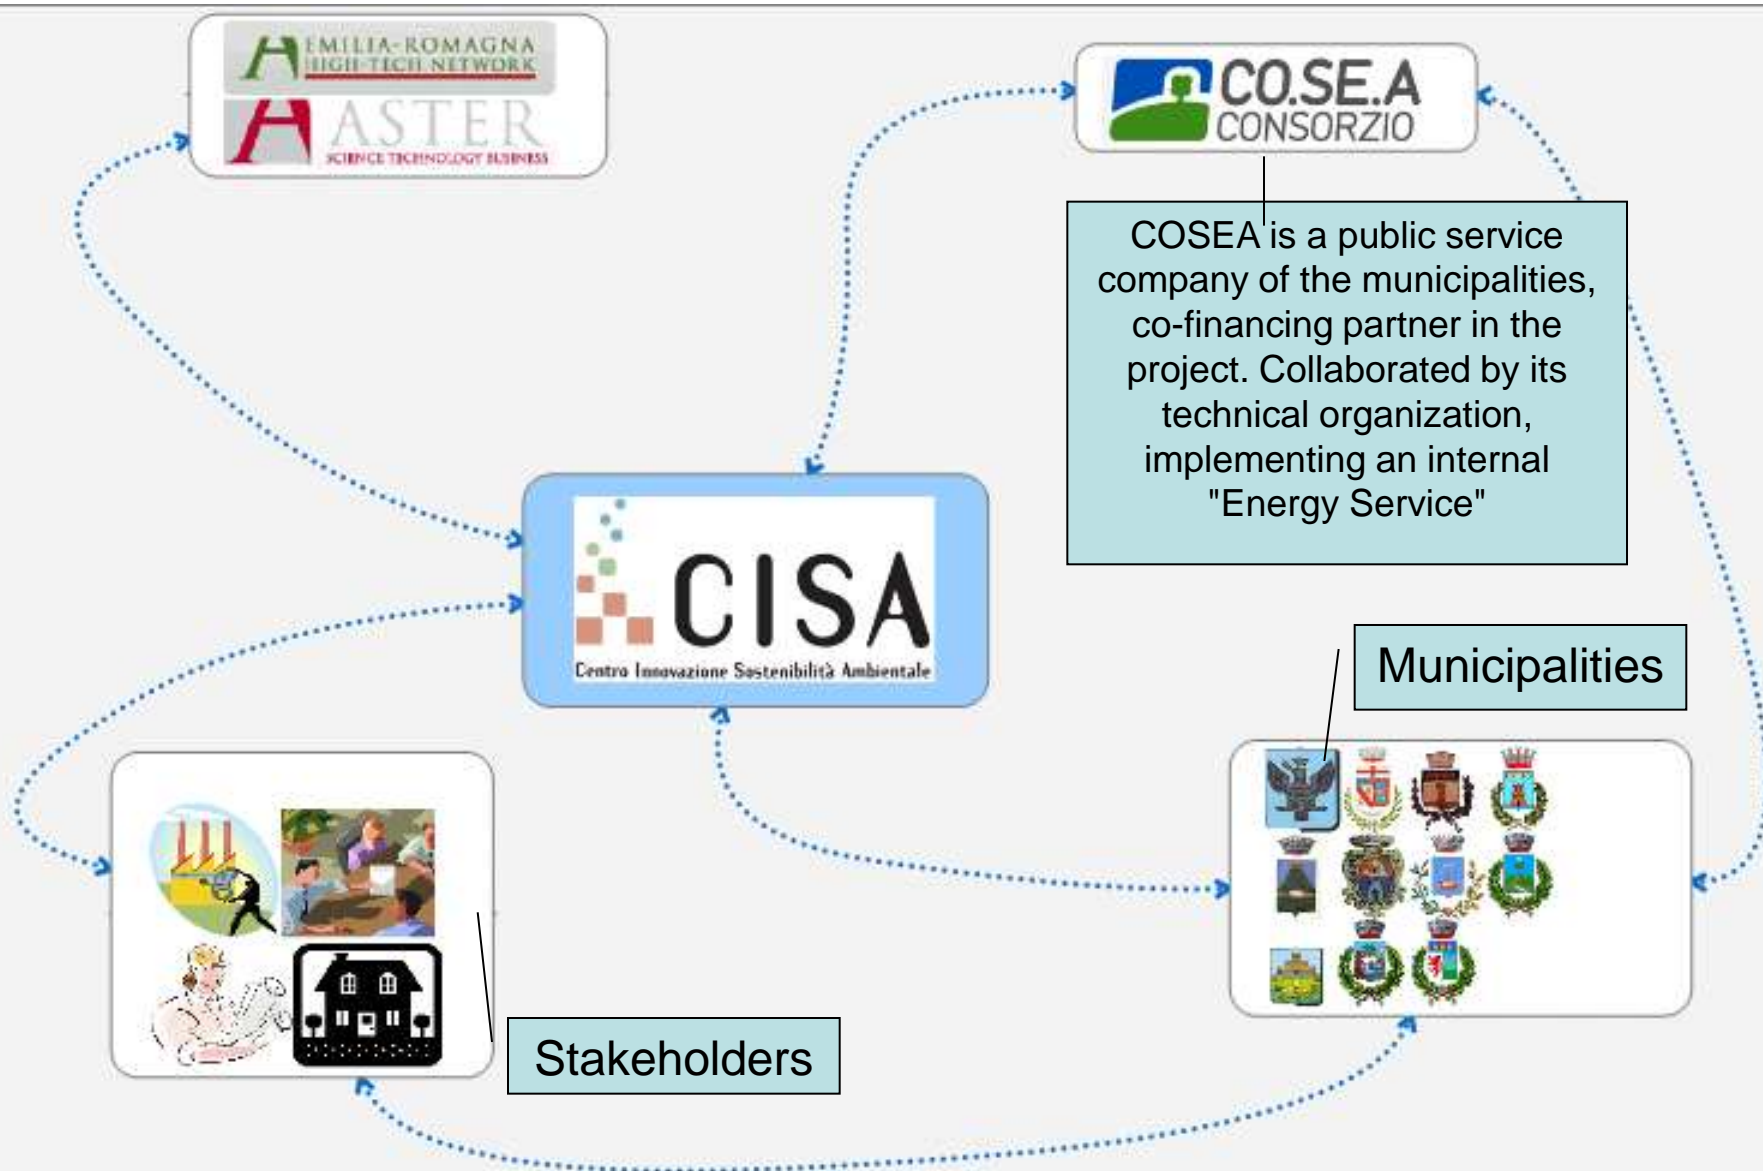 EMILIA-ROMAGNA
HIGH-TECH NETWORK
ASTER
SCIENCE TECHNOLOGY BUSINESS
CO.SE.A
CONSORZIO
COSEA is a public service
company of the municipalities,
co-financing partner in the
project. Collaborated by its
technical organization,
implementing an internal
"Energy Service"
CISA
Centro Innovazione Sostenibilità Ambientale
Municipalities
Stakeholders